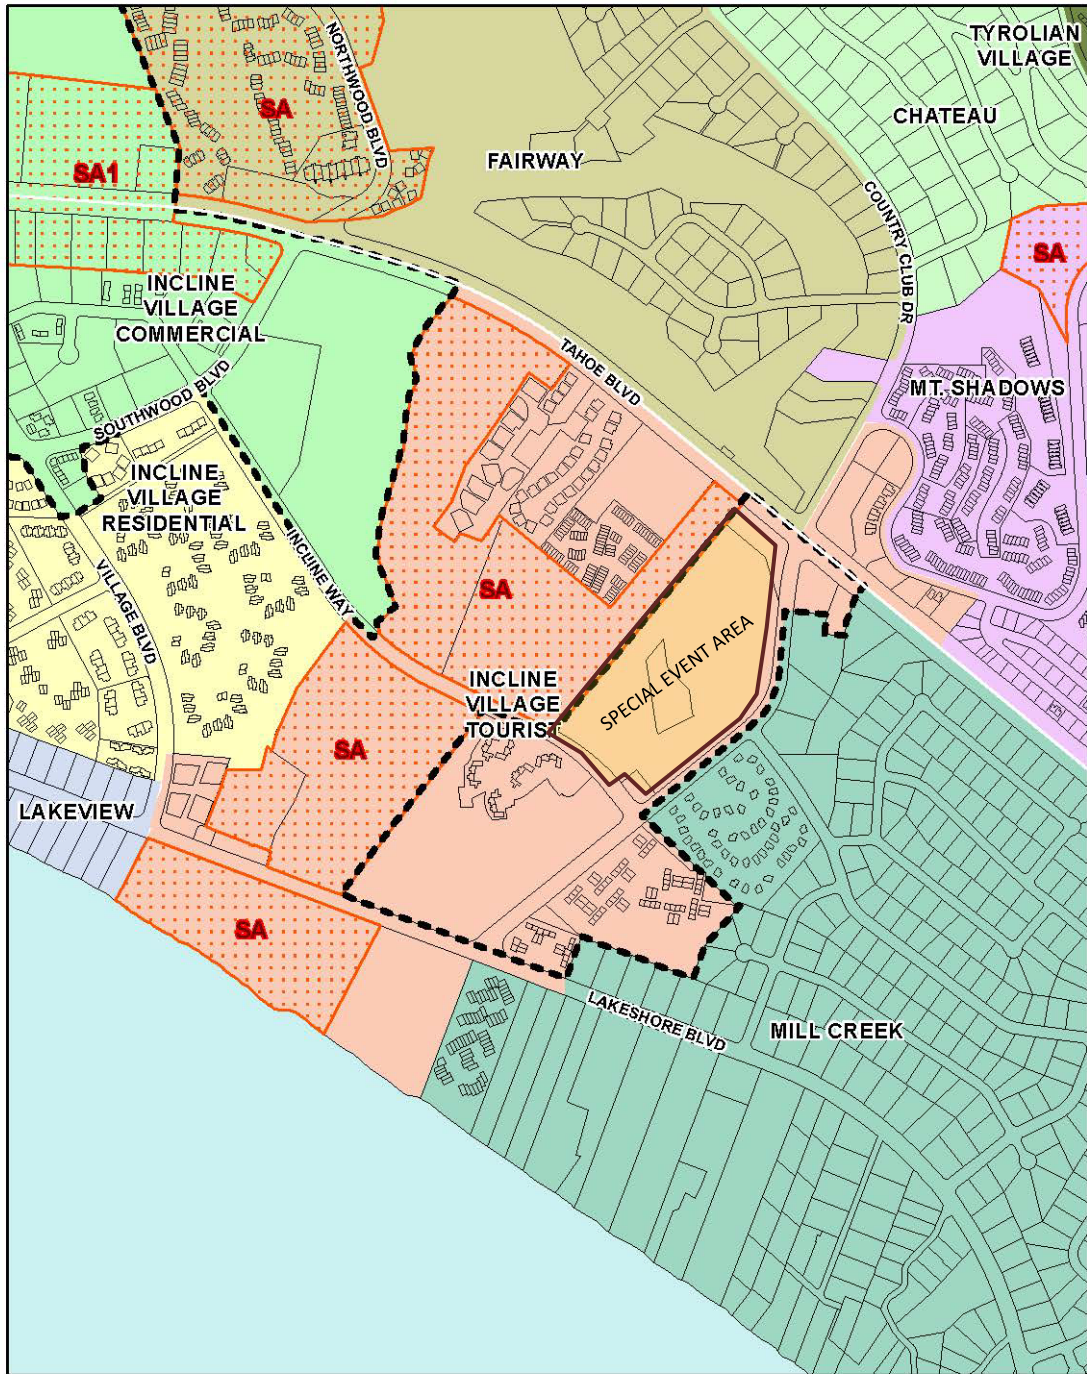 TYROLIAN
VILLAGE
NORTHWOOD BLVD
SA
CHATEAU
FAIRWAY
SA1
COUNTRY CLUB DR
SA
INCLINE
VILLAGE
COMMERCIAL
TAHOE BLVD
MT. SHADOWS
SOUTHWOOD BLVD
INCLINE
VILLAGE
RESIDENTIAL
INCLINE WAY
VILLAGE BLVD
SA
SPECIAL EVENT AREA
INCLINE
VILLAGE
TOURIST
SA
LAKEVIEW
SA
LAKESHORE BLVD
MILL CREEK